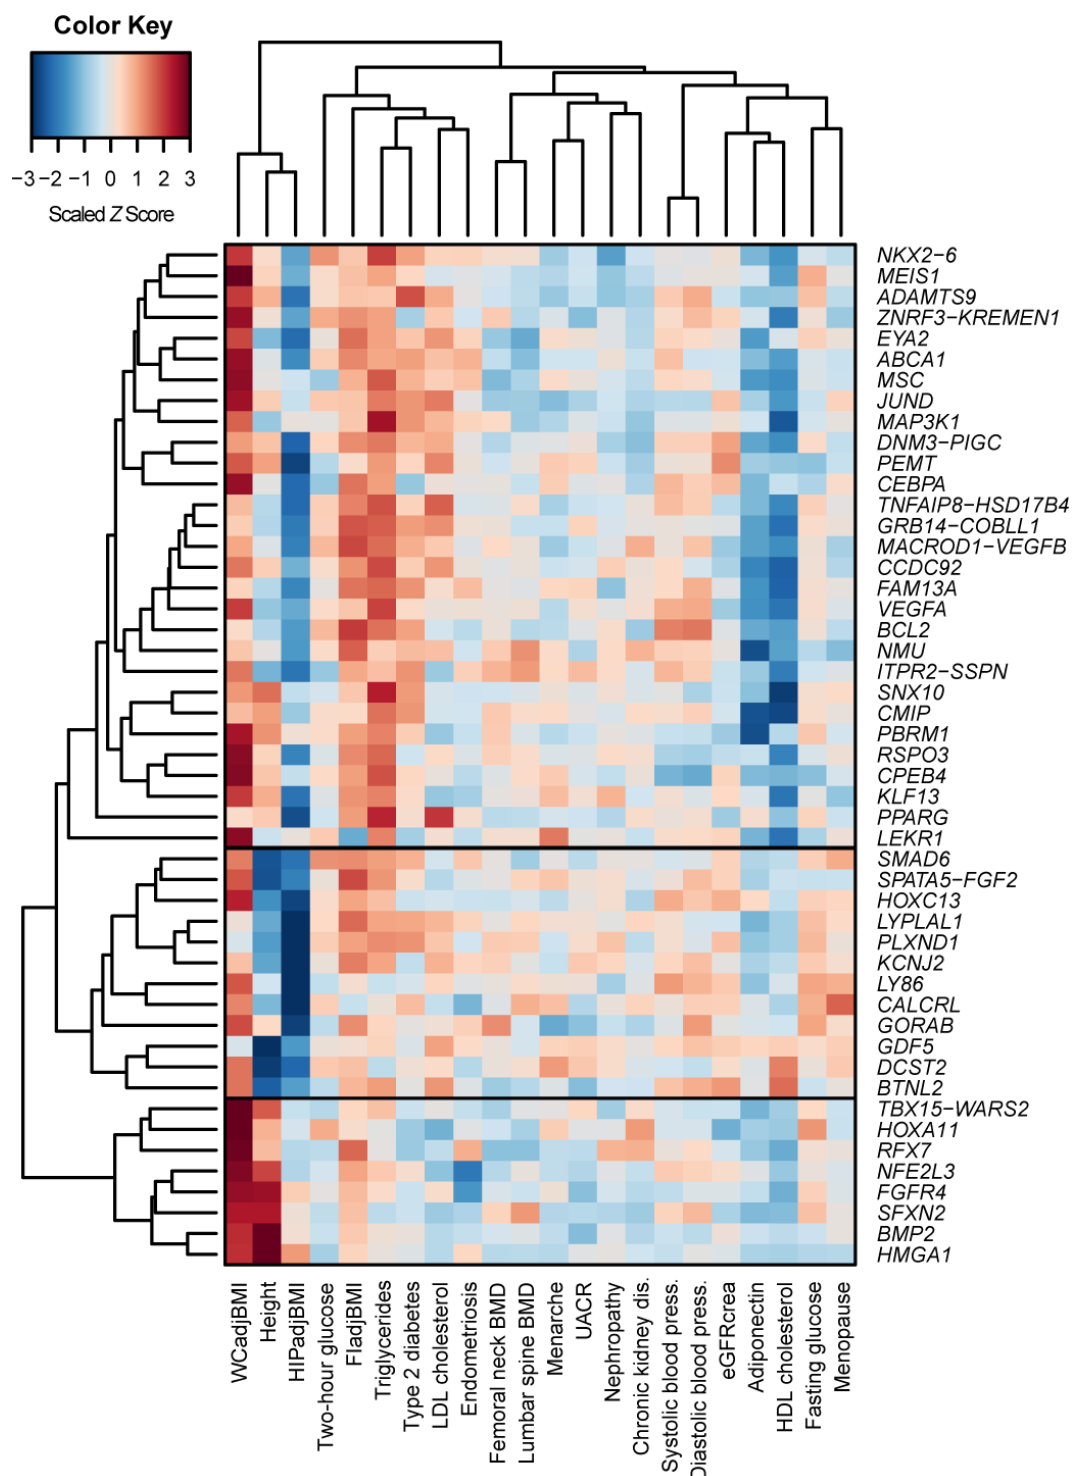 Color Key
−3 −2 −1 0 1 2 3
Scaled Z Score
NKX2−6
MEIS1
ADAMTS9
ZNRF3−KREMEN1
EYA2
ABCA1
MSC
JUND
MAP3K1
DNM3−PIGC
PEMT
CEBPA
TNFAIP8−HSD17B4
GRB14−COBLL1
MACROD1−VEGFB
CCDC92
FAM13A
VEGFA
BCL2
NMU
ITPR2−SSPN
SNX10
CMIP
PBRM1
RSPO3
CPEB4
KLF13
PPARG
LEKR1
SMAD6
SPATA5−FGF2
HOXC13
LYPLAL1
PLXND1
KCNJ2
LY86
CALCRL
GORAB
GDF5
DCST2
BTNL2
TBX15−WARS2
HOXA11
RFX7
NFE2L3
FGFR4
SFXN2
BMP2
HMGA1
WCadjBMI
Height
HIPadjBMI
Two−hour glucose
FIadjBMI
Triglycerides
Type 2 diabetes
LDL cholesterol
Endometriosis
Femoral neck BMD
Lumbar spine BMD
Menarche
UACR
Nephropathy
Chronic kidney dis.
Systolic blood press.
Diastolic blood press.
eGFRcrea
Adiponectin
HDL cholesterol
Fasting glucose
Menopause